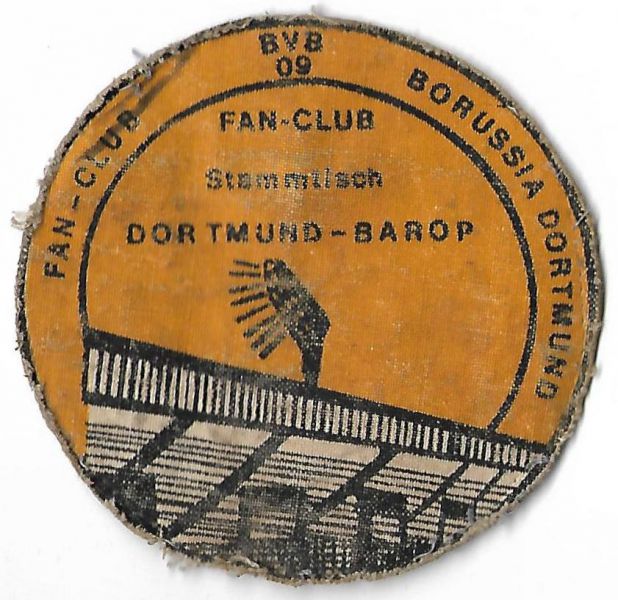 FAN-CLUB
BVB
09
BORUSSIA DORTMUND
FAN-CLUB
Stammtisch
DORTMUND-BAROP